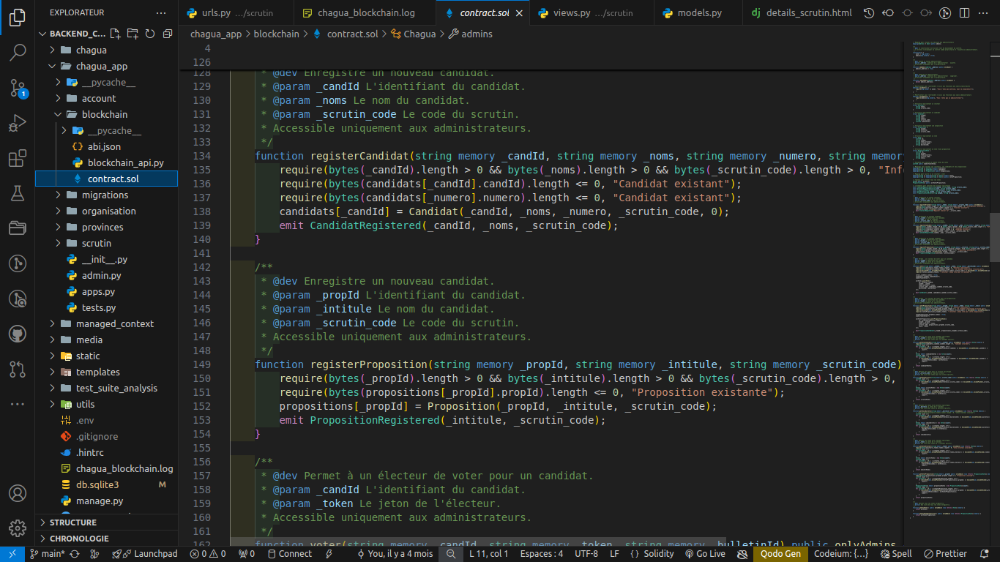 EXPLORATEUR
BACKEND_C...
chagua
chagua_app
__pycache__
account
blockchain
__pycache__
abi.json
blockchain_api.py
contract.sol
migrations
organisation
provinces
scrutin
__init__.py
admin.py
apps.py
tests.py
managed_context
media
static
templates
test_suite_analysis
utils
.env
.gitignore
.hintrc
chagua_blockchain.log
db.sqlite3 M
manage.py
STRUCTURE
CHRONOLOGIE
1
urls.py .../scrutin
chagua_blockchain.log
contract.sol
views.py .../scrutin
models.py
dj details_scrutin.html
chagua_app > blockchain > contract.sol > Chagua > admins
4
126
128 * @dev Enregistre un nouveau candidat.
129 * @param _candId L'identifiant du candidat.
130 * @param _noms Le nom du candidat.
131 * @param _scrutin_code Le code du scrutin.
132 * Accessible uniquement aux administrateurs.
133 */
134 function registerCandidat(string memory _candId, string memory _noms, string memory _numero, string memory
135 require(bytes(_candId).length > 0 && bytes(_noms).length > 0 && bytes(_scrutin_code).length > 0, "Info
136 require(bytes(candidats[_candId].candId).length <= 0, "Candidat existant");
137 require(bytes(candidats[_numero].numero).length <= 0, "Candidat existant");
138 candidats[_candId] = Candidat(_candId, _noms, _numero, _scrutin_code, 0);
139 emit CandidatRegistered(_candId, _noms, _scrutin_code);
140 }
141
142 /**
143 * @dev Enregistre un nouveau candidat.
144 * @param _propId L'identifiant du candidat.
145 * @param _intitule Le nom du candidat.
146 * @param _scrutin_code Le code du scrutin.
147 * Accessible uniquement aux administrateurs.
148 */
149 function registerProposition(string memory _propId, string memory _intitule, string memory _scrutin_code)
150 require(bytes(_propId).length > 0 && bytes(_intitule).length > 0 && bytes(_scrutin_code).length > 0,
151 require(bytes(propositions[_propId].propId).length <= 0, "Proposition existante");
152 propositions[_propId] = Proposition(_propId, _intitule, _scrutin_code);
153 emit PropositionRegistered(_intitule, _scrutin_code);
154 }
155
156 /**
157 * @dev Permet à un électeur de voter pour un candidat.
158 * @param _candId L'identifiant du candidat.
159 * @param _token Le jeton de l'électeur.
160 * Accessible uniquement aux administrateurs.
161 */
162 function voter(string memory _candId, string memory _token, string memory _bulletinId) public onlyAdmins
main* Launchpad 0 0 0 Connect You, il y a 4 mois L 11, col 1 Espaces : 4 UTF-8 LF {} Solidity Go Live Qodo Gen Codeium: {...} Spell Prettier